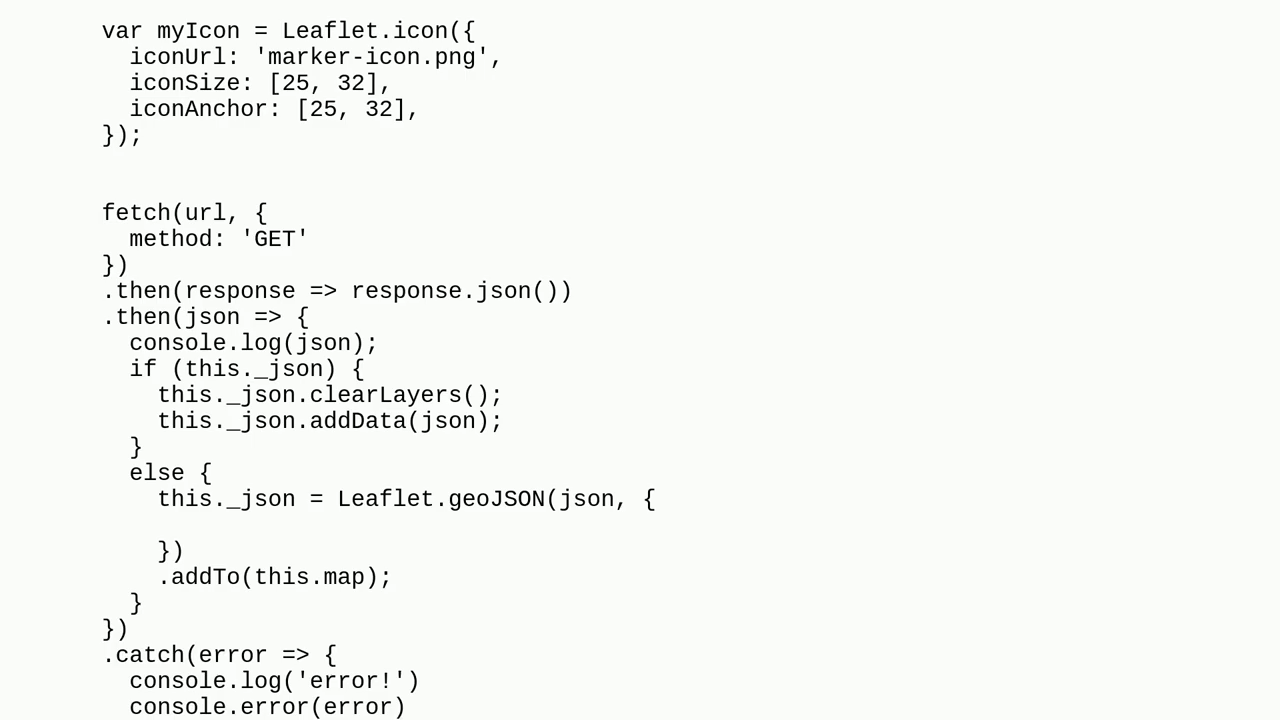 var myIcon = Leaflet.icon({
  iconUrl: 'marker-icon.png',
  iconSize: [25, 32],
  iconAnchor: [25, 32],
});


fetch(url, {
  method: 'GET'
})
.then(response => response.json())
.then(json => {
  console.log(json);
  if (this._json) {
    this._json.clearLayers();
    this._json.addData(json);
  }
  else {
    this._json = Leaflet.geoJSON(json, {

    })
    .addTo(this.map);
  }
})
.catch(error => {
  console.log('error!')
  console.error(error)